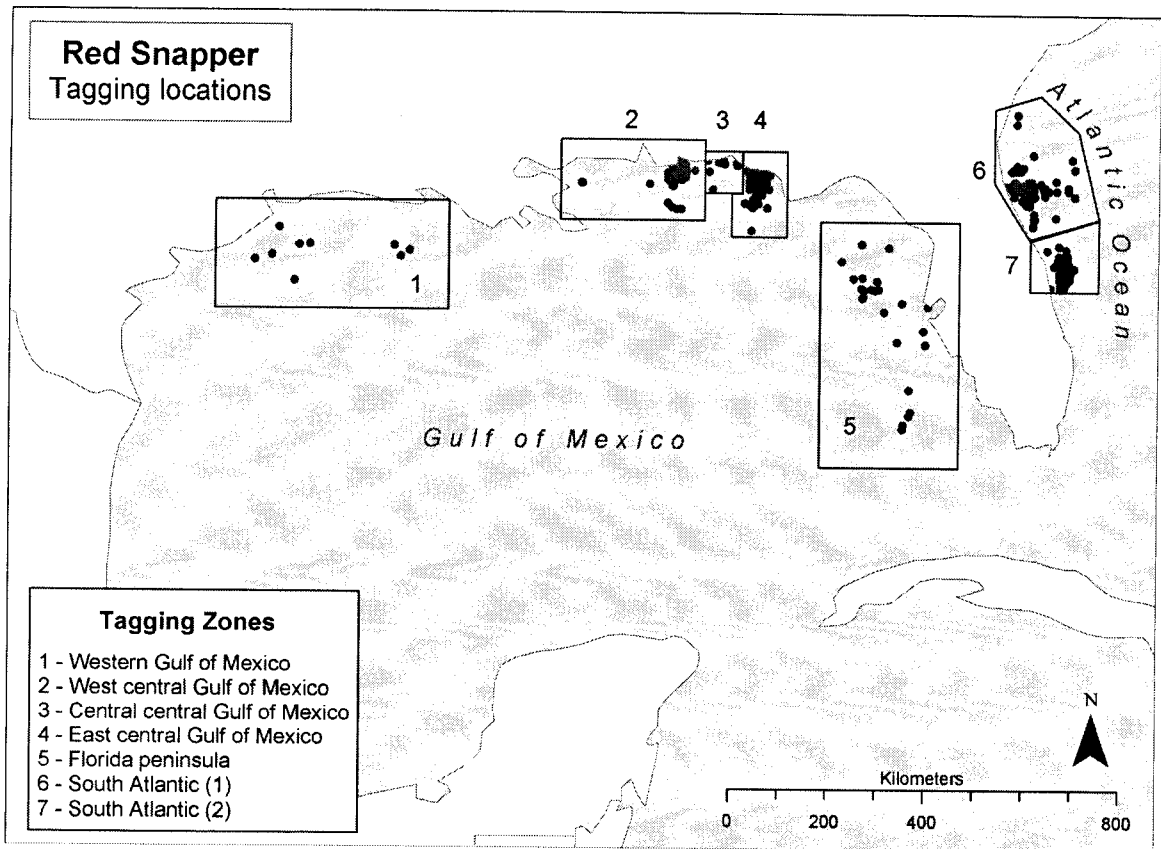 Red Snapper
Tagging locations
2
3
4
6
7
1
5
Atlantic Ocean
Gulf of Mexico
Tagging Zones
1 - Western Gulf of Mexico
2 - West central Gulf of Mexico
3 - Central central Gulf of Mexico
4 - East central Gulf of Mexico
5 - Florida peninsula
6 - South Atlantic (1)
7 - South Atlantic (2)
N
Kilometers
0 200 400 800